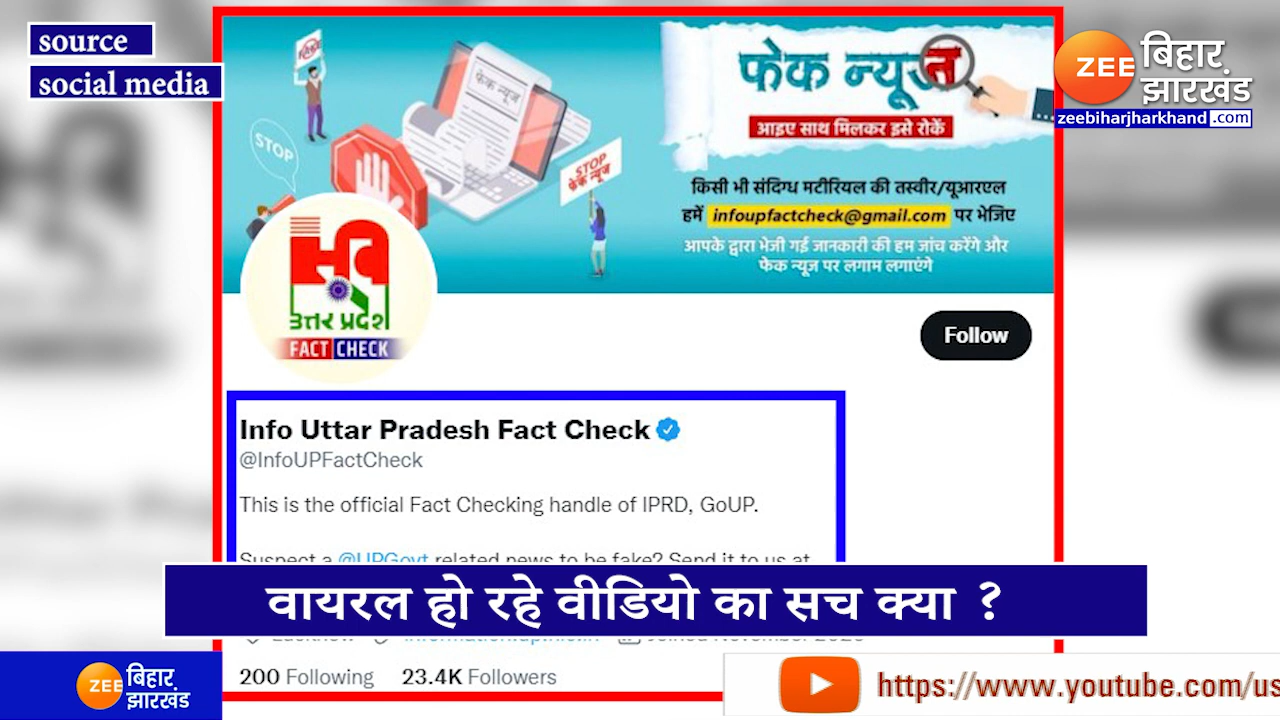 source
social media
ZEE बिहार झारखंड
zeebiharjharkhand.com
फेक न्यूज
STOP
फेक न्यूज़
आइए साथ मिलकर इसे रोकें
STOP
फेक न्यूज
किसी भी संदिग्ध मटीरियल की तस्वीर/यूआरएल
हमें infoupfactcheck@gmail.com पर भेजिए
आपके द्वारा भेजी गई जानकारी की हम जांच करेंगे और
फेक न्यूज पर लगाम लगाएंगे
उत्तर प्रदेश
FACT CHECK
Follow
Info Uttar Pradesh Fact Check
@InfoUPFactCheck
This is the official Fact Checking handle of IPRD, GoUP.
Suspect a @UPGovt related news to be fake? Send it to us at
वायरल हो रहे वीडियो का सच क्या ?
200 Following 23.4K Followers
ZEE बिहार झारखंड
https://www.youtube.com/us